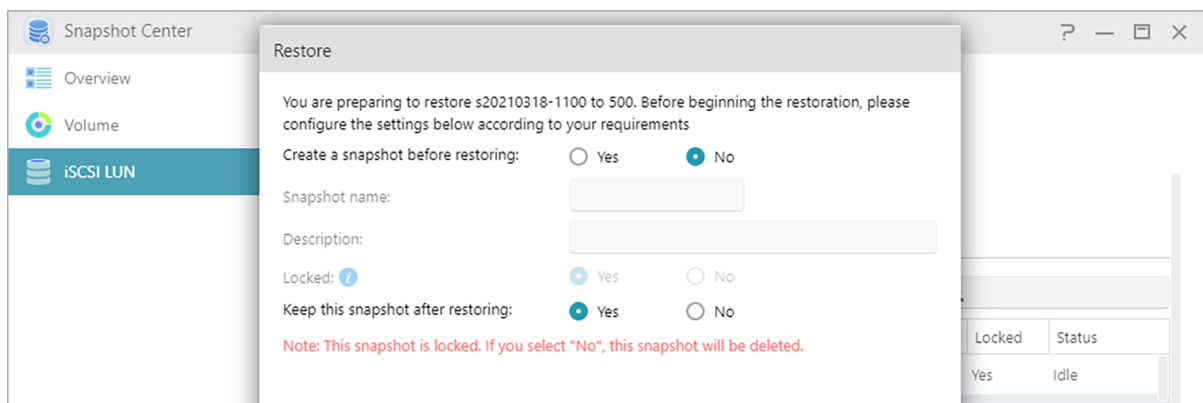 Snapshot Center
Overview
Volume
iSCSI LUN
Restore
You are preparing to restore s20210318-1100 to 500. Before beginning the restoration, please
configure the settings below according to your requirements
Create a snapshot before restoring: Yes No
Snapshot name:
Description:
Locked: Yes No
Keep this snapshot after restoring: Yes No
Note: This snapshot is locked. If you select "No", this snapshot will be deleted.
Locked Status
Yes Idle